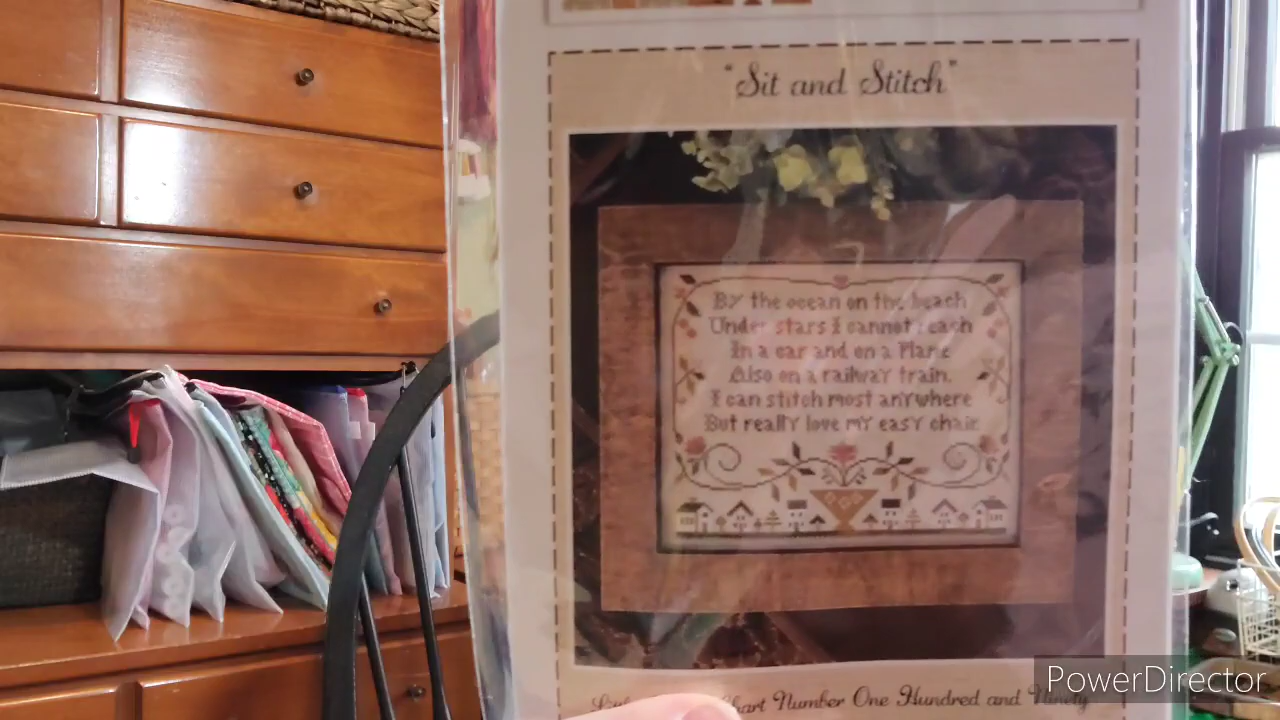 "Sit and Stitch"
By the ocean on the beach
Under stars I cannot reach
In a car and on a Plane
Also on a railway train.
I can stitch most anywhere
But really love my easy chair
Chart Number One Hundred and Ninety
PowerDirector